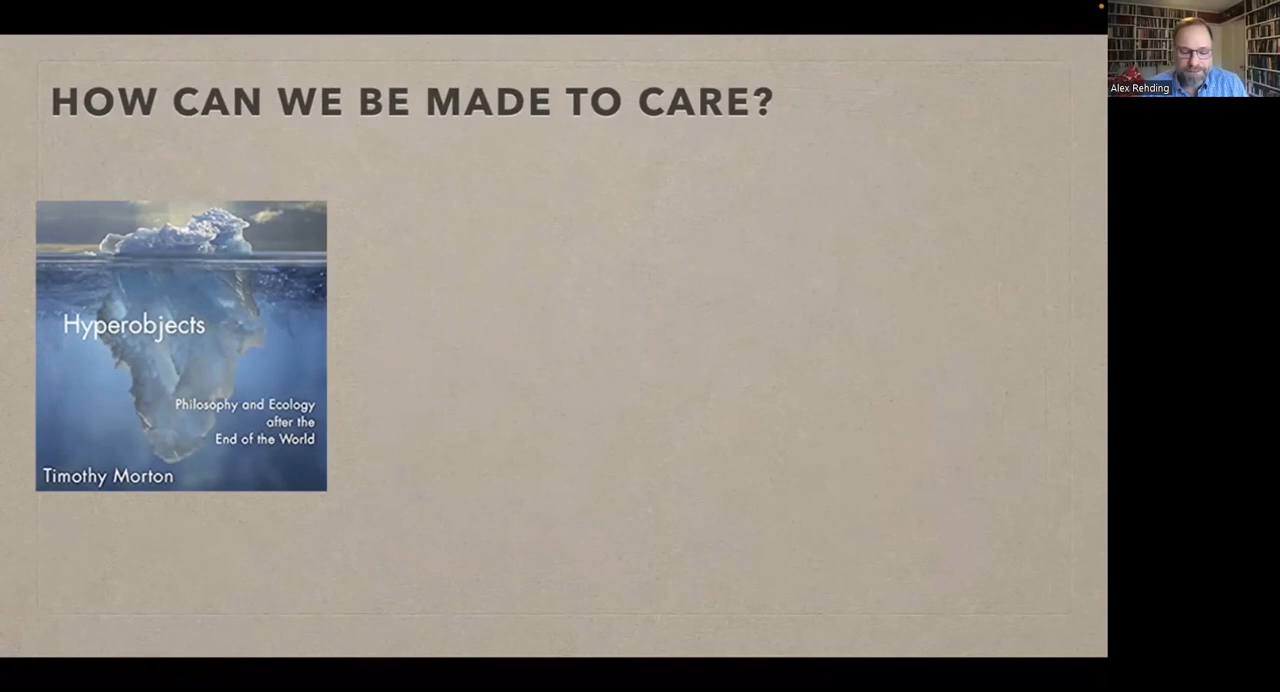 HOW CAN WE BE MADE TO CARE?
Alex Rehding
Hyperobjects
Philosophy and Ecology
after the
End of the World
Timothy Morton